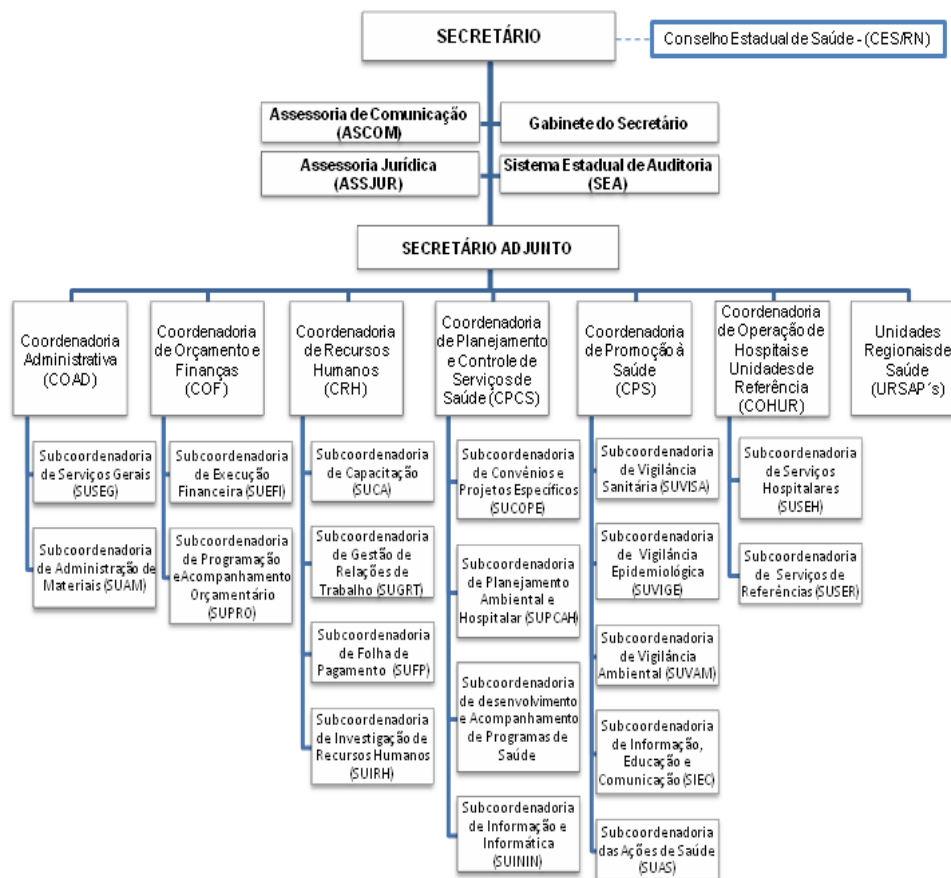 SECRETÁRIO
Conselho Estadual de Saúde - (CES/RN)
Assessoria de Comunicação
(ASCOM)
Gabinete do Secretário
Assessoria Jurídica
(ASSJUR)
Sistema Estadual de Auditoria
(SEA)
SECRETÁRIO ADJUNTO
Coordenadoria
Administrativa
(COAD)
Coordenadoria
de Orçamento e
Finanças
(COF)
Coordenadoria
de Recursos
Humanos
(CRH)
Coordenadoria
de Planejamento
e Controle de
Serviços de
Saúde (CPCS)
Coordenadoria
de Promoção à
Saúde
(CPS)
Coordenadoria
de Operação de
Hospitais e
Unidades de
Referência
(COHUR)
Unidades
Regionais de
Saúde
(URSAP´s)
Subcoordenadoria
de Serviços Gerais
(SUSEG)
Subcoordenadoria
de Administração de
Materiais (SUAM)
Subcoordenadoria
de Execução
Financeira (SUEFI)
Subcoordenadoria
de Programação
e Acompanhamento
Orçamentário
(SUPRO)
Subcoordenadoria
de Capacitação
(SUCA)
Subcoordenadoria
de Gestão de
Relações de
Trabalho (SUGRT)
Subcoordenadoria
de Folha de
Pagamento (SUFP)
Subcoordenadoria
de Investigação de
Recursos Humanos
(SUIRH)
Subcoordenadoria
de Convênios e
Projetos Específicos
(SUCOPE)
Subcoordenadoria
de Planejamento
Ambiental e
Hospitalar (SUPCAH)
Subcoordenadoria
de desenvolvimento
e Acompanhamento
de Programas de
Saúde
Subcoordenadoria
de Informação e
Informática
(SUININ)
Subcoordenadoria
de Vigilância
Sanitária (SUVISA)
Subcoordenadoria
de Vigilância
Epidemiológica
(SUVIGE)
Subcoordenadoria
de Vigilância
Ambiental (SUVAM)
Subcoordenadoria
de Informação,
Educação e
Comunicação (SIEC)
Subcoordenadoria
das Ações de Saúde
(SUAS)
Subcoordenadoria
de Serviços
Hospitalares
(SUSEH)
Subcoordenadoria
de Serviços de
Referências (SUSER)